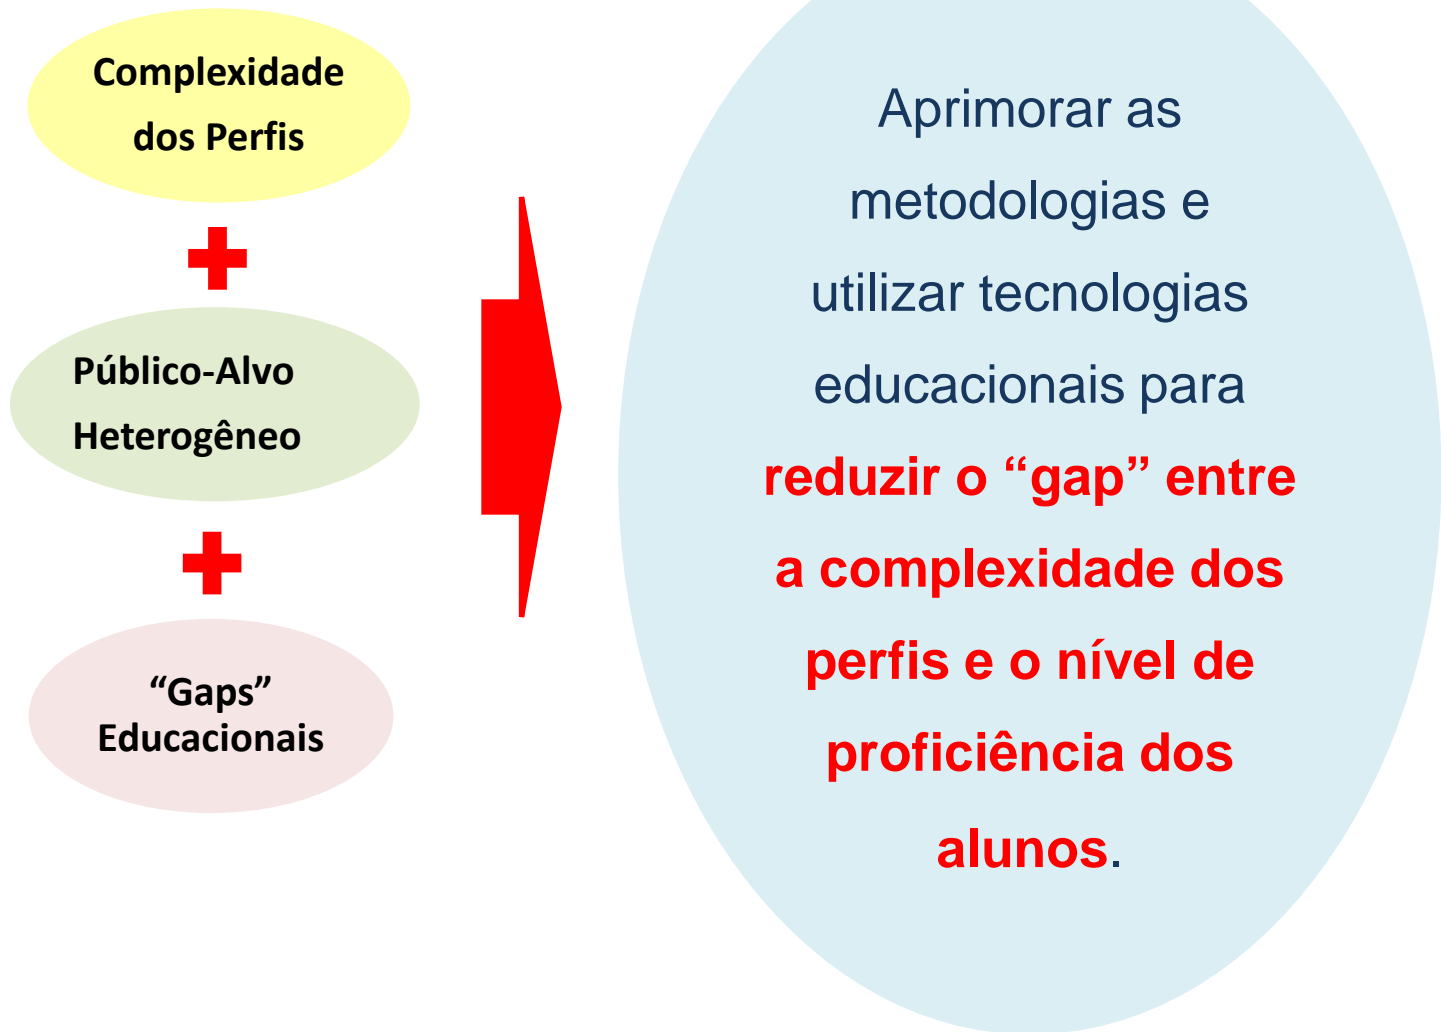 Complexidade
dos Perfis
Público-Alvo
Heterogêneo
“Gaps”
Educacionais
Aprimorar as
metodologias e
utilizar tecnologias
educacionais para
reduzir o “gap” entre
a complexidade dos
perfis e o nível de
proficiência dos
alunos.